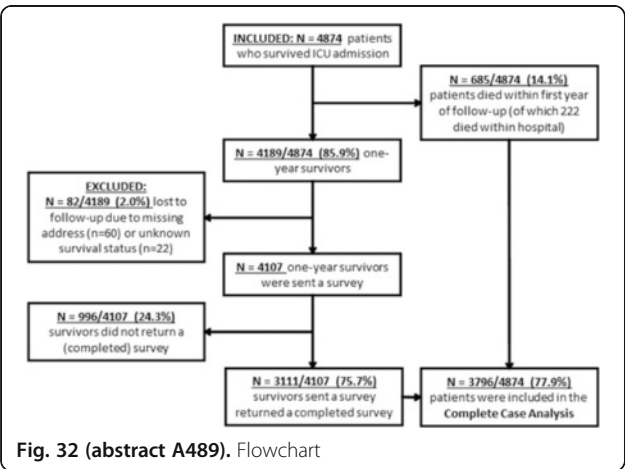 INCLUDED: N = 4874 patients
who survived ICU admission
N = 685/4874 (14.1%)
patients died within first year
of follow-up (of which 222
died within hospital)
N = 4189/4874 (85.9%) one-
year survivors
EXCLUDED:
N = 82/4189 (2.0%) lost to
follow-up due to missing
address (n=60) or unknown
survival status (n=22)
N = 4107 one-year survivors
were sent a survey
N = 996/4107 (24.3%)
survivors did not return a
(completed) survey
N = 3111/4107 (75.7%)
survivors sent a survey
returned a completed survey
N = 3796/4874 (77.9%)
patients were included in the
Complete Case Analysis
Fig. 32 (abstract A489). Flowchart